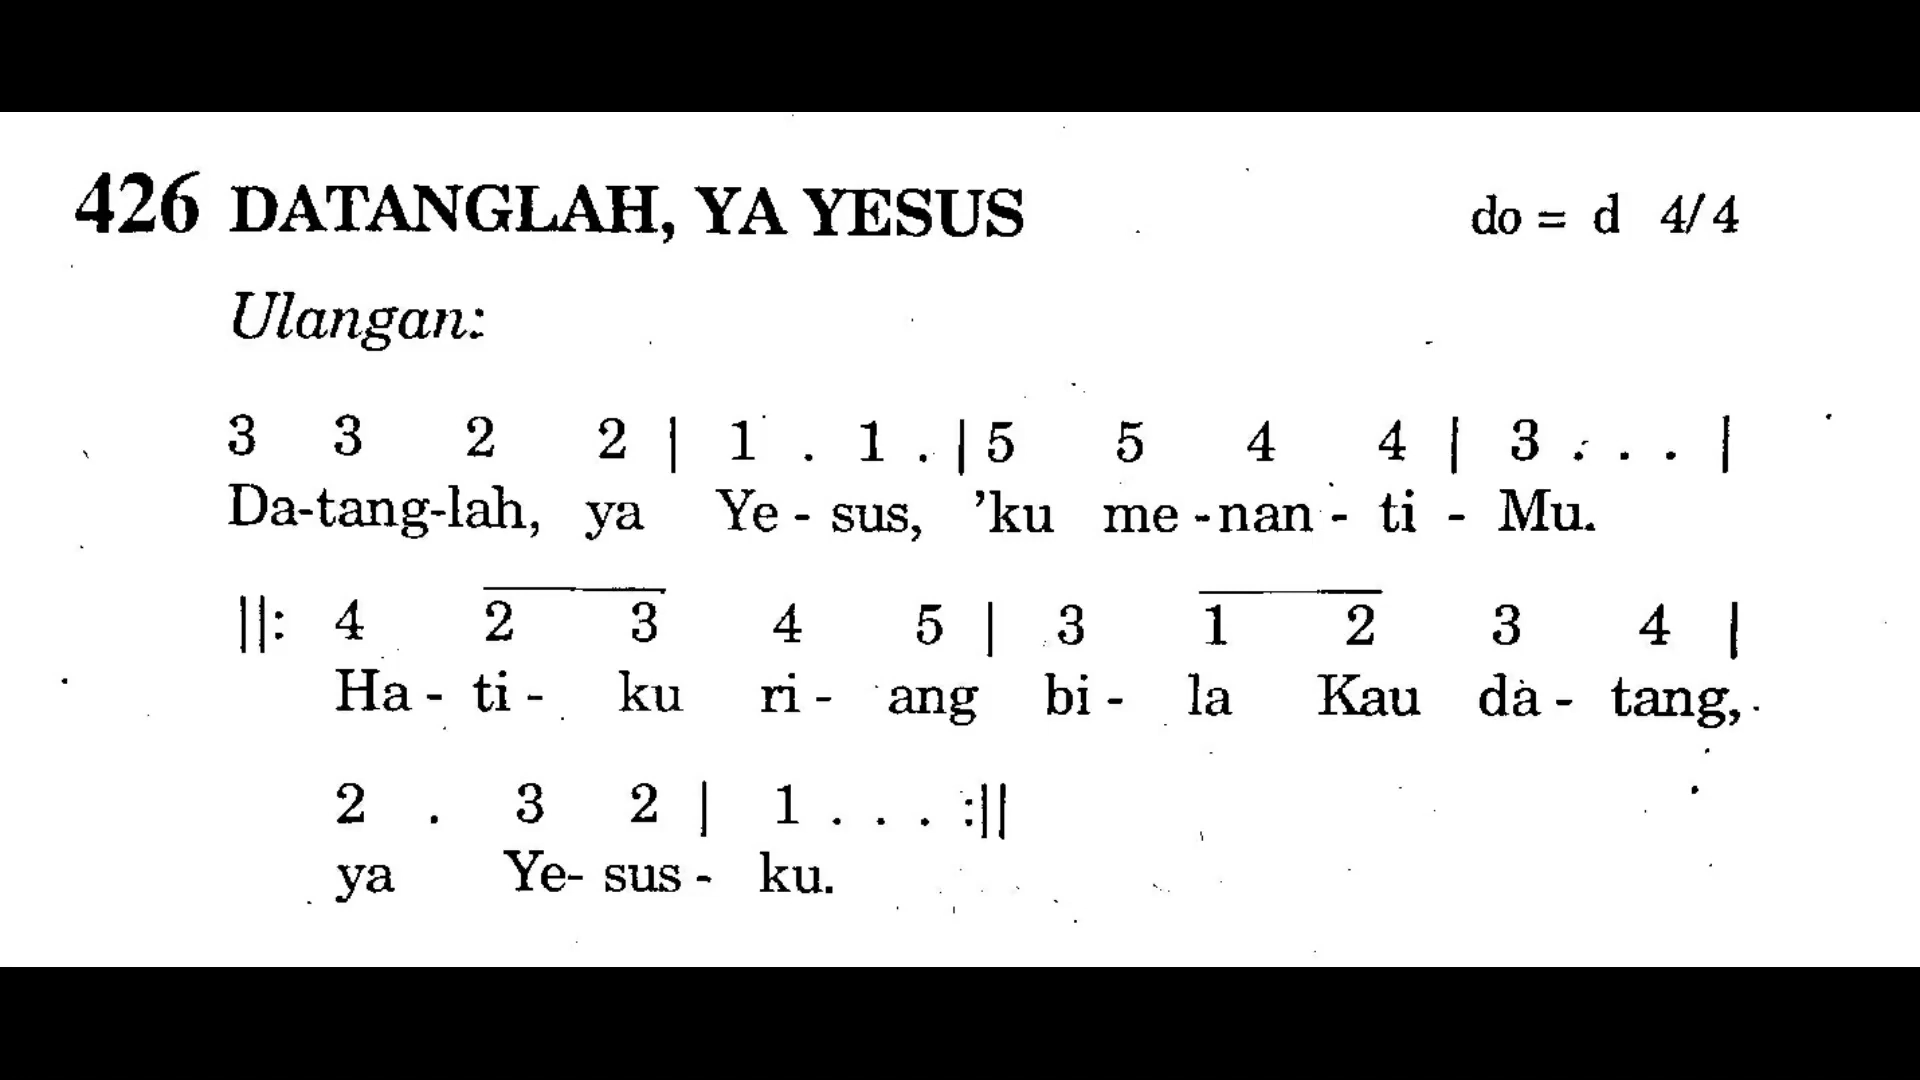 426 DATANGLAH, YA YESUS do = d 4/4
Ulangan:
3 3 2 2 | 1 . 1 . | 5 5 4 4 | 3 . . . |
Da-tang-lah, ya Ye - sus, ’ku me - nan - ti - Mu.
||: 4 2 3 4 5 | 3 1 2 3 4 |
Ha - ti - ku ri - ang bi - la Kau da - tang,
2 . 3 2 | 1 . . . :||
ya Ye- sus - ku.